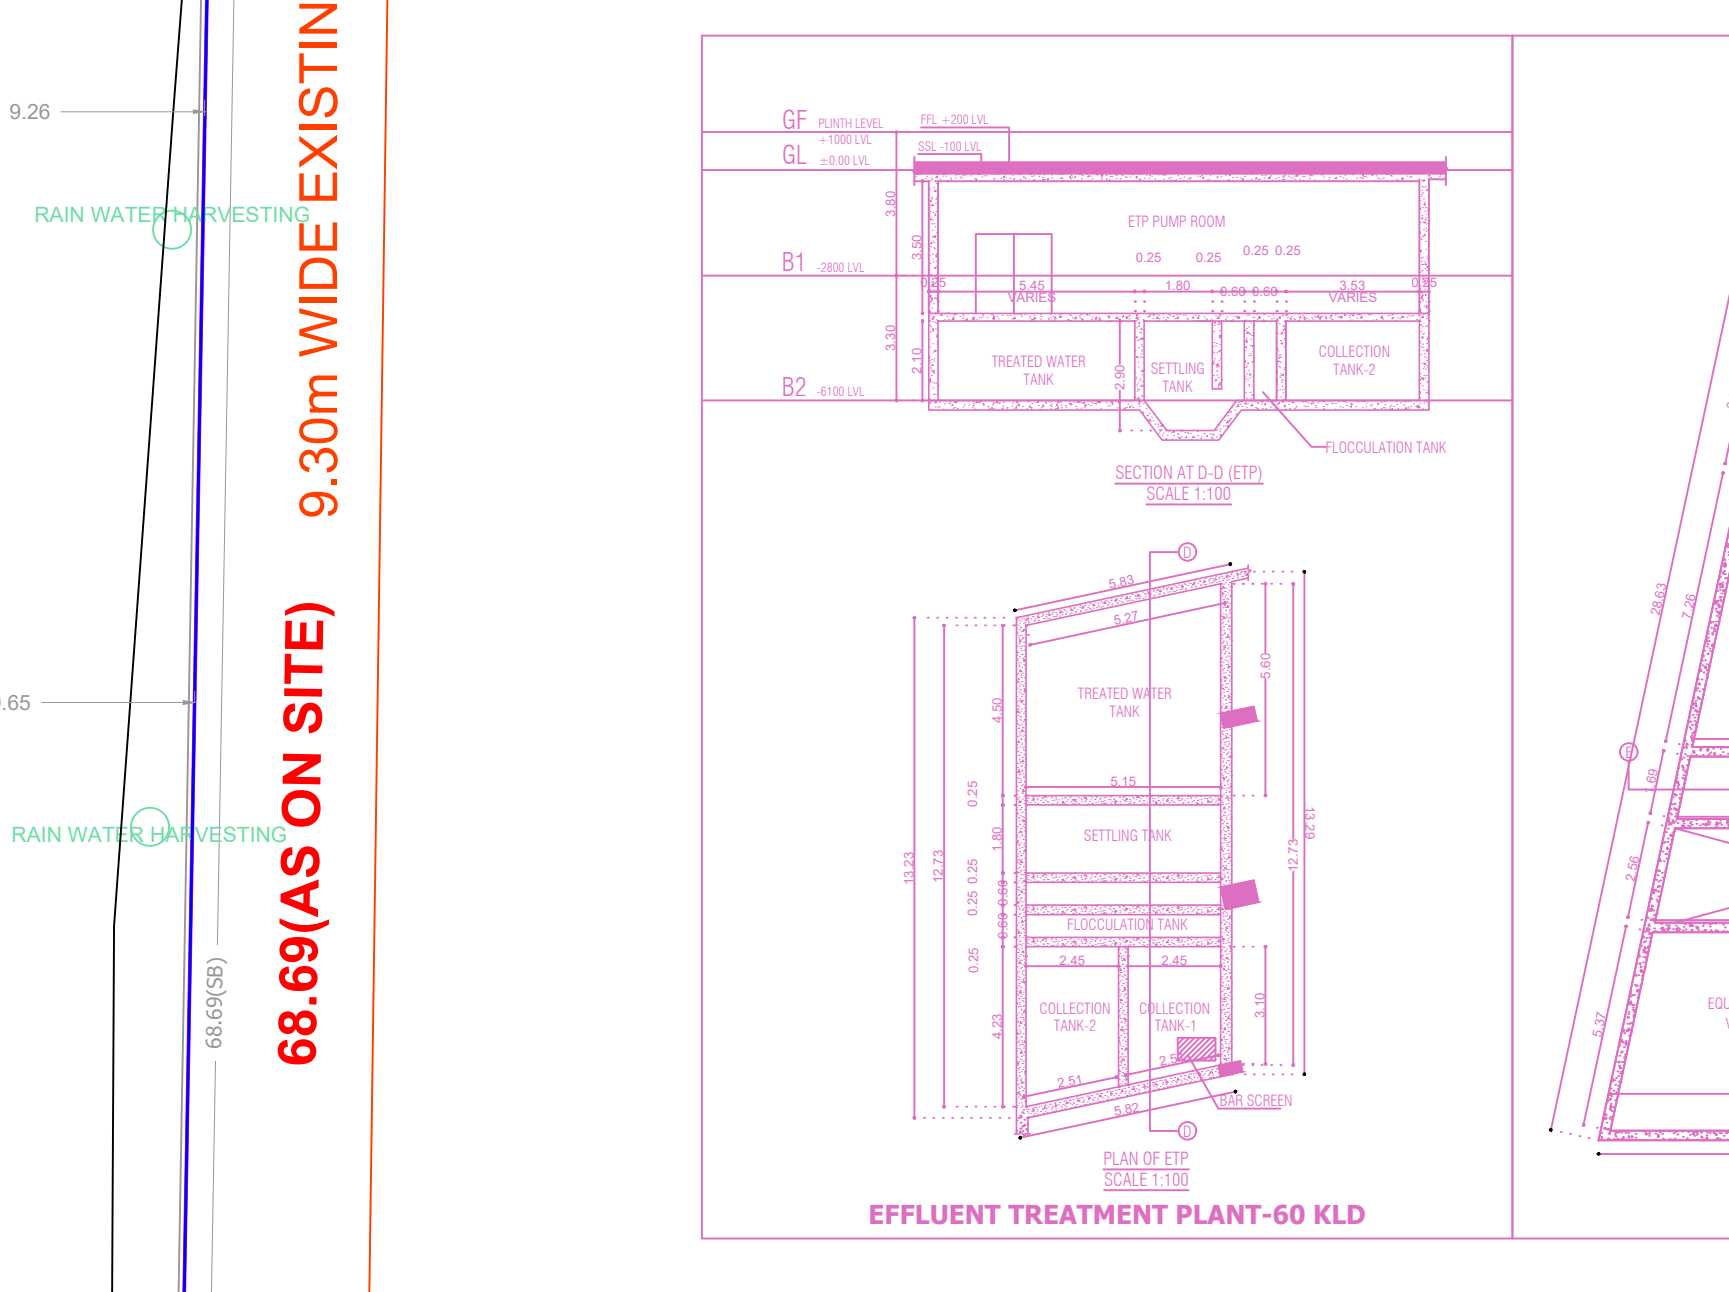 9.26
RAIN WATER HARVESTING
RAIN WATER HARVESTING
68.69(SB)
68.69(AS ON SITE)
9.30m WIDE EXISTIN
GF PLINTH LEVEL
+1000 LVL
GL ±0.00 LVL
FFL +200 LVL
SSL -100 LVL
3.80
3.50
ETP PUMP ROOM
0.25 0.25 0.25 0.25
B1 -2800 LVL
0.25 5.45 1.80 0.60 0.60 3.53 0.25
VARIES VARIES
3.30
2.10
2.90
TREATED WATER
TANK
SETTLING
TANK
COLLECTION
TANK-2
B2 -6100 LVL
FLOCCULATION TANK
SECTION AT D-D (ETP)
SCALE 1:100
D
5.83
5.27
5.60
TREATED WATER
TANK
4.50
5.15
0.25
SETTLING TANK
1.80
13.23
12.73
0.25
0.60
0.25
0.60
FLOCCULATION TANK
12.73
13.29
0.25
2.45 2.45
COLLECTION
TANK-2
COLLECTION
TANK-1
3.10
4.23
2.51
5.82
BAR SCREEN
D
PLAN OF ETP
SCALE 1:100
EFFLUENT TREATMENT PLANT-60 KLD
28.63
7.26
E
1.69
2.56
5.37